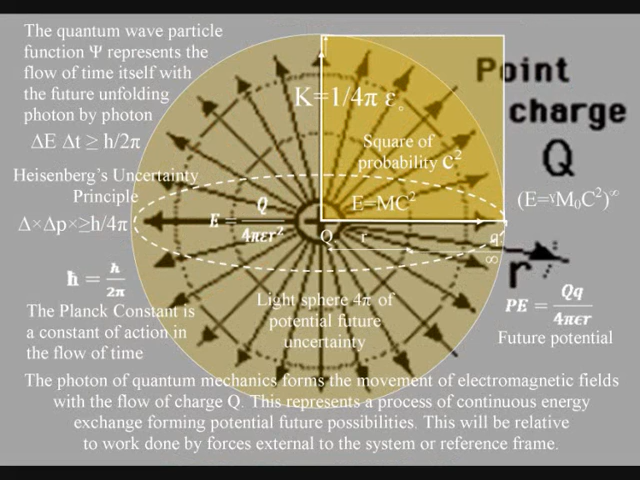 The quantum wave particle
function Ψ represents the
flow of time itself with
the future unfolding
photon by photon
ΔE Δt ≥ h/2π
Heisenberg's Uncertainty
Principle
Δ×Δp×≥h/4π
ħ = h/2π
The Planck Constant is
a constant of action in
the flow of time
K=1/4π ε。
Square of
probability c²
E=MC²
E = Q/4πεr²
Q r q
∞
Light sphere 4π of
potential future
uncertainty
Point
charge
Q
(E=ᵞM₀C²)∞
r
PE = Qq/4πϵr
Future potential
The photon of quantum mechanics forms the movement of electromagnetic fields
with the flow of charge Q. This represents a process of continuous energy
exchange forming potential future possibilities. This will be relative
to work done by forces external to the system or reference frame.